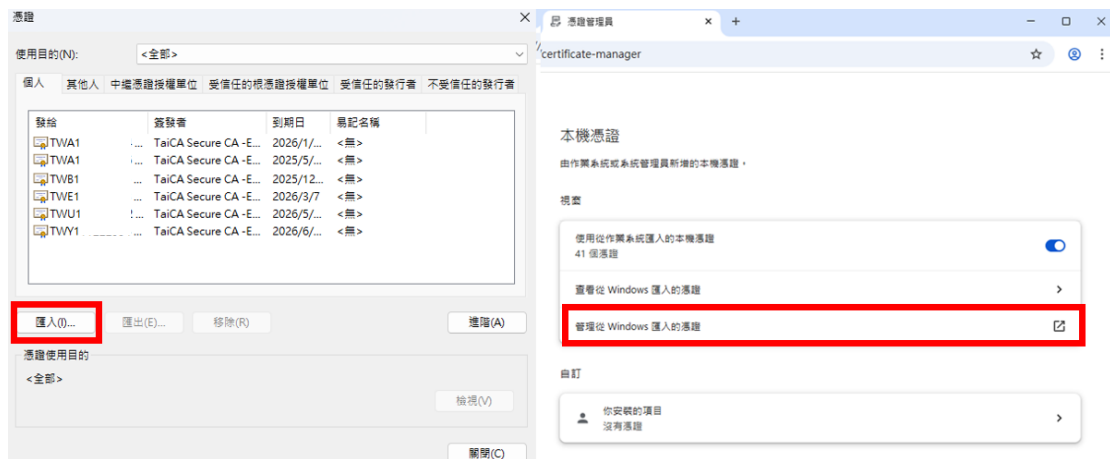 憑證
使用目的(N):
<全部>
個人 其他人 中繼憑證授權單位 受信任的根憑證授權單位 受信任的發行者 不受信任的發行者
發給 簽發者 到期日 易記名稱
TWA1 ... TaiCA Secure CA -E... 2026/1/... <無>
TWA1 ... TaiCA Secure CA -E... 2025/5/... <無>
TWB1 ... TaiCA Secure CA -E... 2025/12... <無>
TWE1 ... TaiCA Secure CA -E... 2026/3/7 <無>
TWU1 ... TaiCA Secure CA -E... 2026/5/... <無>
TWY1 ... TaiCA Secure CA -E... 2026/6/... <無>
匯入(I)... 匯出(E)... 移除(R) 進階(A)
憑證使用目的
<全部>
檢視(V)
關閉(C)
憑證管理員
/certificate-manager
本機憑證
由作業系統或系統管理員新增的本機憑證。
視窗
使用從作業系統匯入的本機憑證
41 個憑證
查看從 Windows 匯入的憑證
管理從 Windows 匯入的憑證
自訂
你安裝的項目
沒有憑證